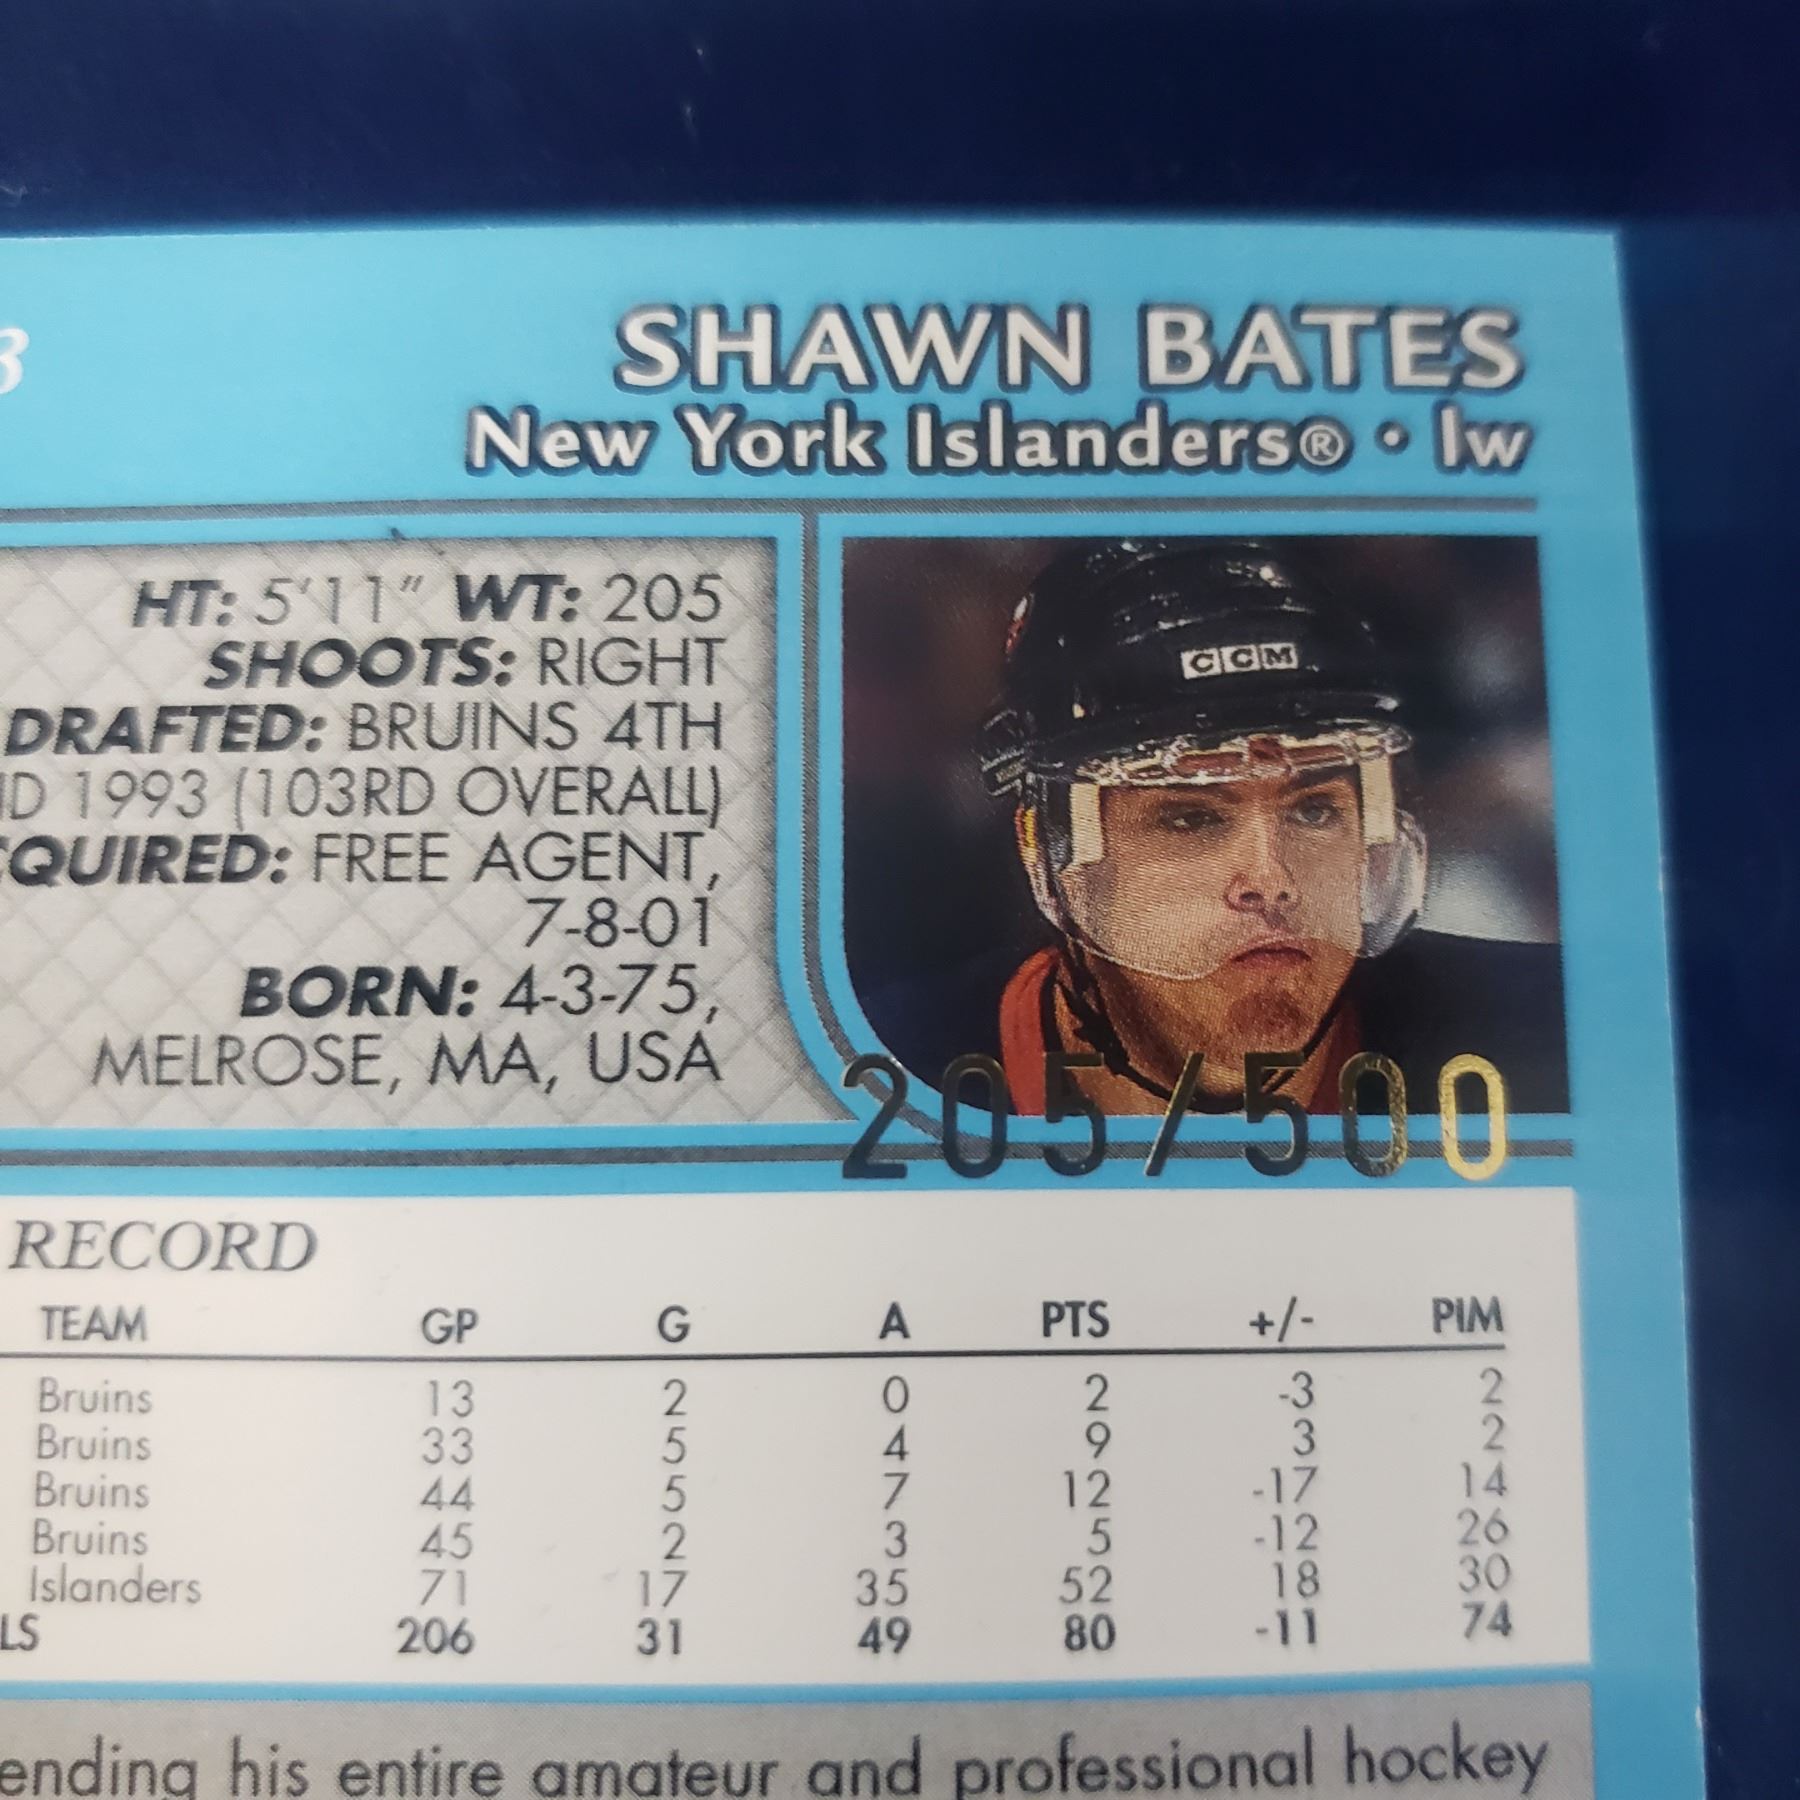 3
SHAWN BATES
New York Islanders® • lw
HT: 5'11" WT: 205
SHOOTS: RIGHT
DRAFTED: BRUINS 4TH
1993 (103RD OVERALL)
FREE AGENT,
7-8-01
BORN: 4-3-75,
MELROSE, MA, USA
CCM
205/500
RECORD
TEAM GP G A PTS +/- PIM
Bruins 13 2 0 2 -3 2
Bruins 33 5 4 9 3 2
Bruins 44 5 7 12 -17 14
Bruins 45 2 3 5 -12 26
Islanders 71 17 35 52 18 30
LS 206 31 49 80 -11 74
ending his entire amateur and professional hockey